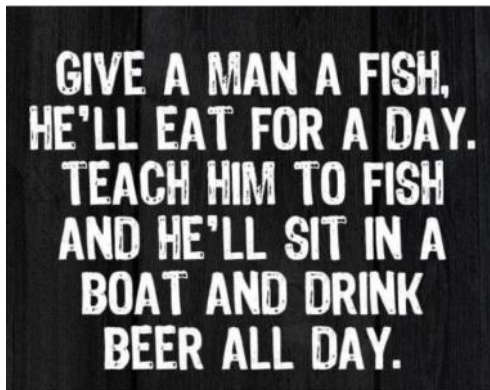 GIVE A MAN A FISH,
HE'LL EAT FOR A DAY.
TEACH HIM TO FISH
AND HE'LL SIT IN A
BOAT AND DRINK
BEER ALL DAY.